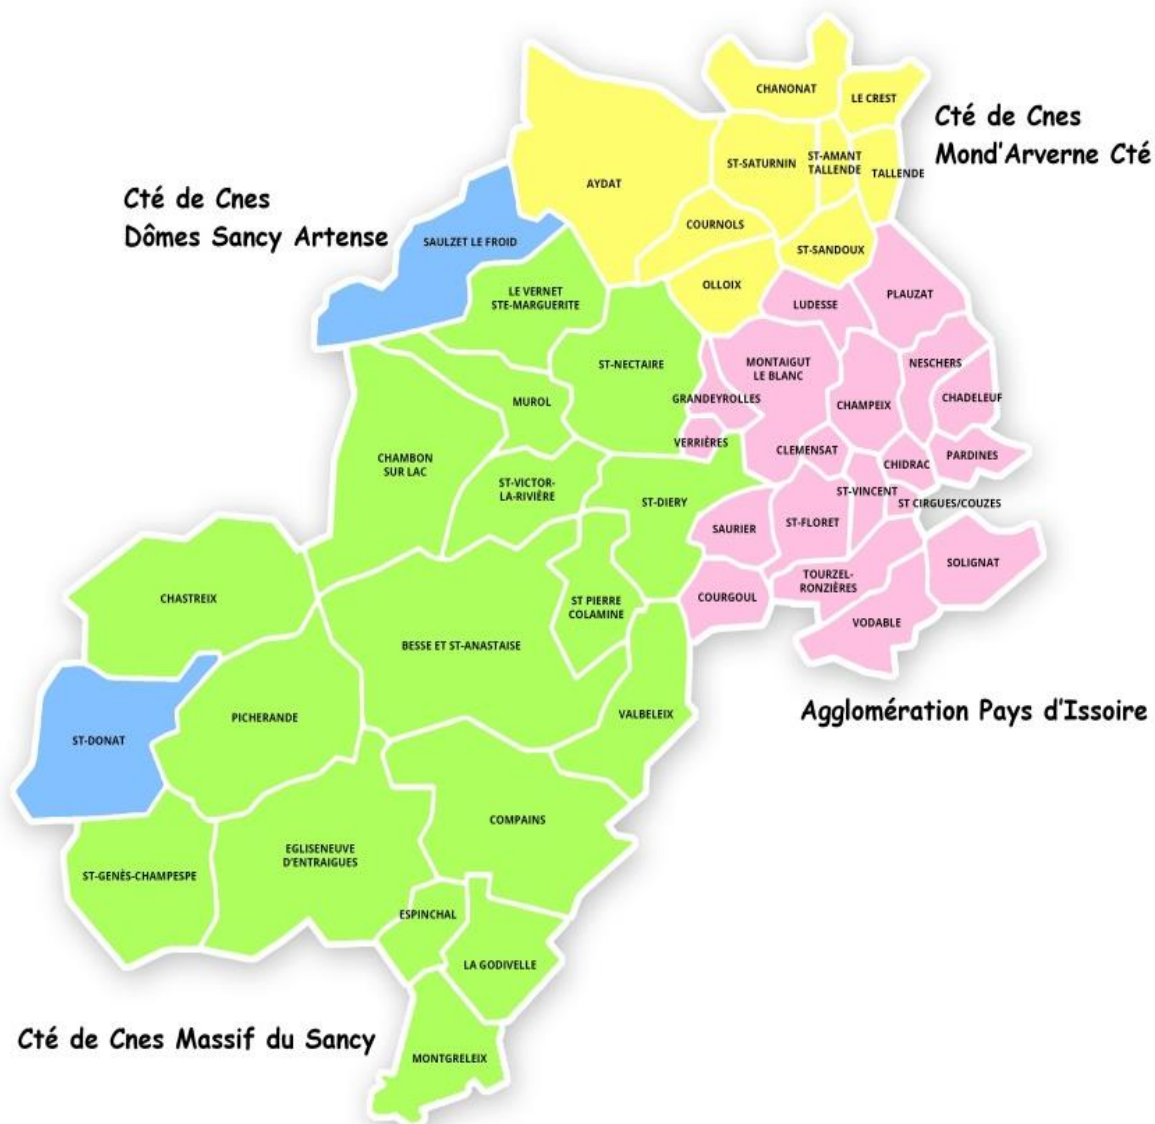 CHANONAT
LE CREST
Cté de Cnes
Mond'Arverne Cté
ST-SATURNIN
ST-AMANT
TALLENDE
TALLENDE
AYDAT
Cté de Cnes
Dômes Sancy Artense
COURNOLS
SAULZET LE FROID
ST-SANDOUX
OLLOIX
LE VERNET
STE-MARGUERITE
LUDESSE
PLAUZAT
ST-NECTAIRE
MONTAIGUT
LE BLANC
NESCHERS
GRANDEYROLLES
CHADELEUF
MUROL
CHAMPEIX
VERRIÈRES
CLEMENSAT
CHIDRAC
PARDINES
CHAMBON
SUR LAC
ST-VICTOR-
LA-RIVIÈRE
ST-DIERY
ST-VINCENT
ST CIRGUES/COUZES
SAURIER
ST-FLORET
SOLIGNAT
TOURZEL-
RONZIÈRES
CHASTREIX
ST PIERRE
COLAMINE
COURGOUL
VODABLE
BESSE ET ST-ANASTAISE
PICHERANDE
VALBELEIX
Agglomération Pays d'Issoire
ST-DONAT
COMPAINS
EGLISENEUVE
D'ENTRAIGUES
ST-GENÈS-CHAMPESPE
ESPINCHAL
LA GODIVELLE
Cté de Cnes Massif du Sancy
MONTGRELEIX